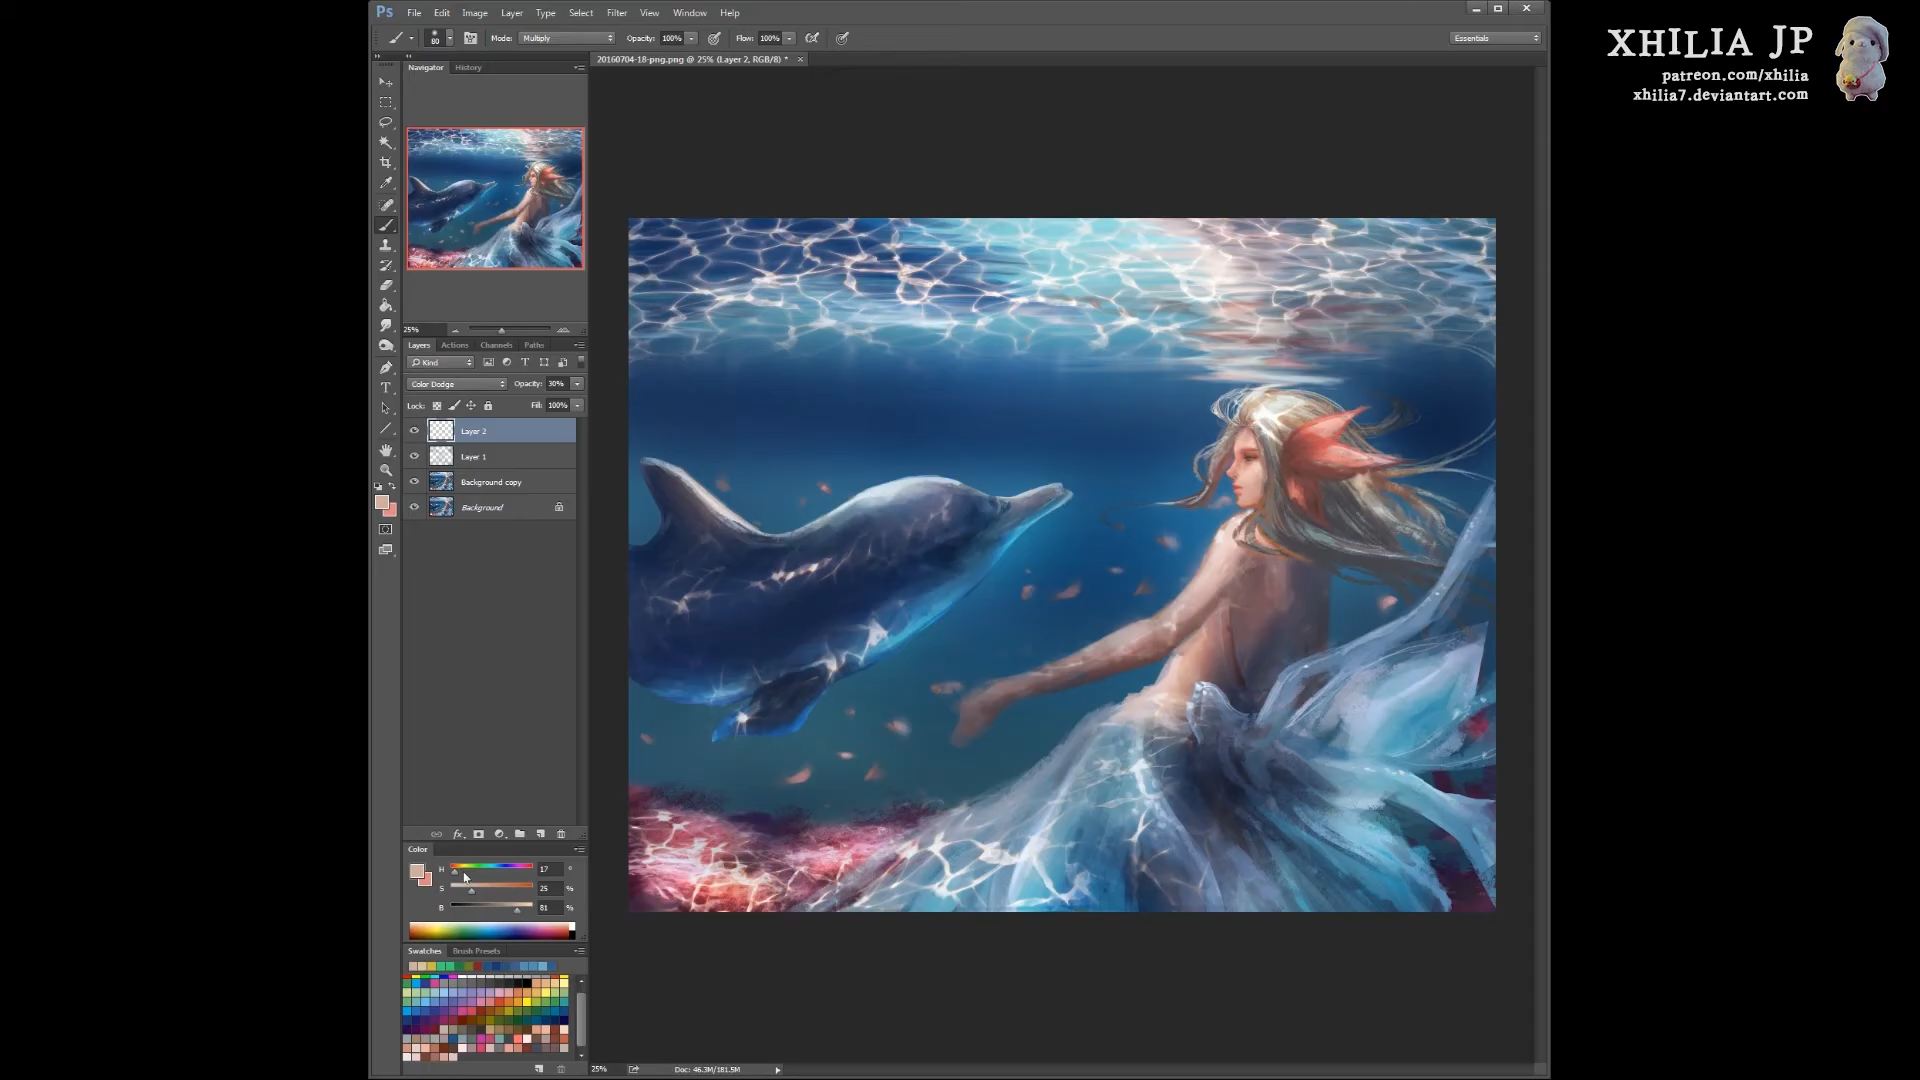 Ps File Edit Image Layer Type Select Filter View Window Help
80 Mode: Multiply Opacity: 100% Flow: 100% Essentials
XHILIA JP
patreon.com/xhilia
xhilia7.deviantart.com
20160704-18-png.png @ 25% (Layer 2, RGB/8) * ×
Navigator History
25%
Layers Actions Channels Paths
Kind
Color Dodge Opacity: 30%
Lock: Fill: 100%
Layer 2
Layer 1
Background copy
Background
fx
Color
H 17 °
S 25 %
B 81 %
Swatches Brush Presets
25% Doc: 46.3M/181.5M